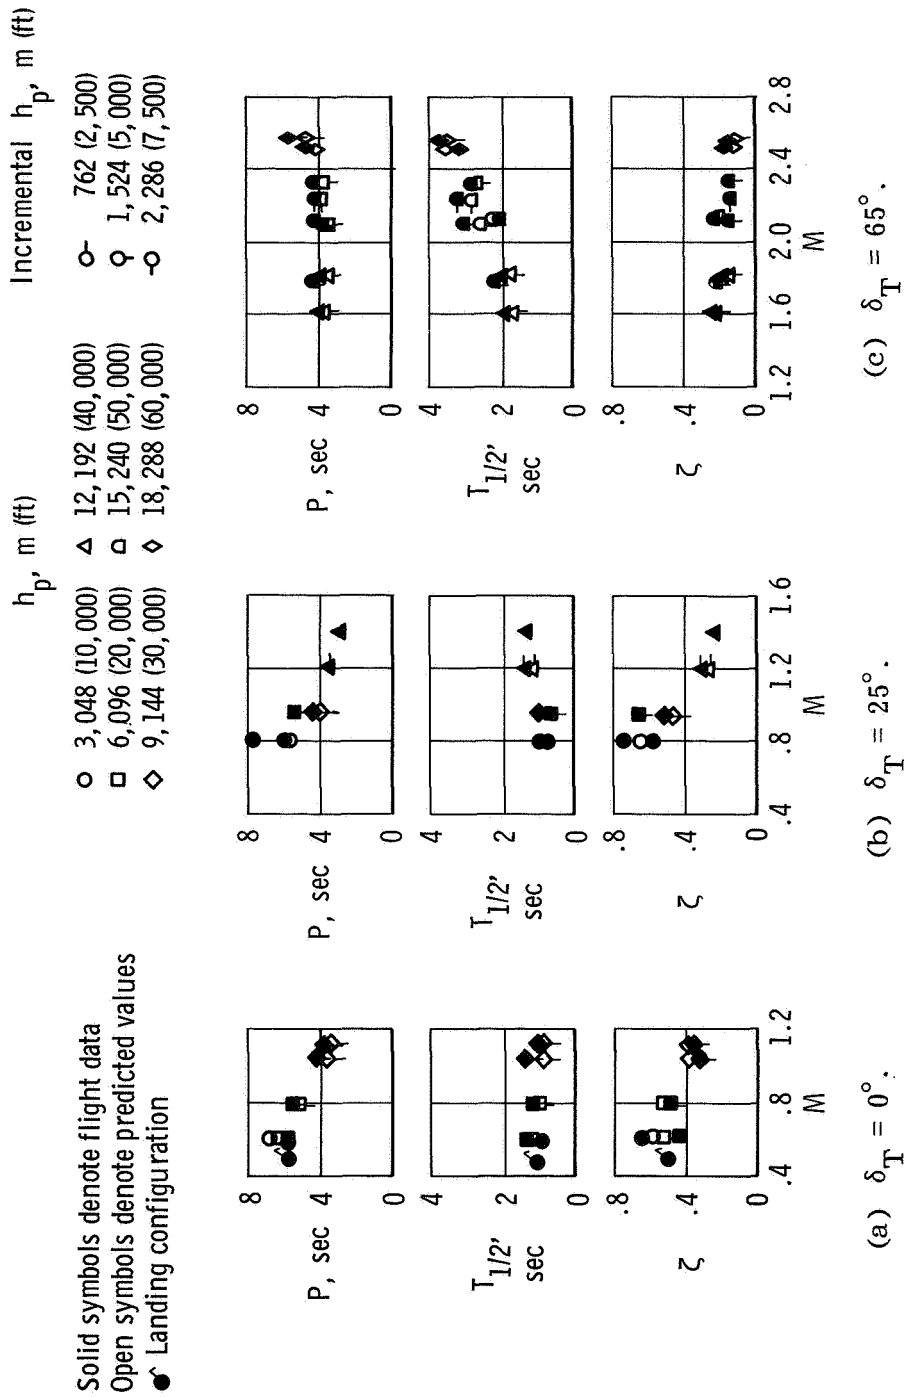 Solid symbols denote flight data
Open symbols denote predicted values
Landing configuration
h_p, m (ft)
3,048 (10,000)
6,096 (20,000)
9,144 (30,000)
12,192 (40,000)
15,240 (50,000)
18,288 (60,000)
Incremental h_p, m (ft)
762 (2,500)
1,524 (5,000)
2,286 (7,500)
P, sec
8
4
0
T_1/2,
sec
4
2
0
ζ
.8
.4
0
.4 .8 1.2
M
(a) δ_T = 0°.
P, sec
8
4
0
T_1/2,
sec
4
2
0
ζ
.8
.4
0
.4 .8 1.2 1.6
M
(b) δ_T = 25°.
P, sec
8
4
0
T_1/2,
sec
4
2
0
ζ
.8
.4
0
1.2 1.6 2.0 2.4 2.8
M
(c) δ_T = 65°.